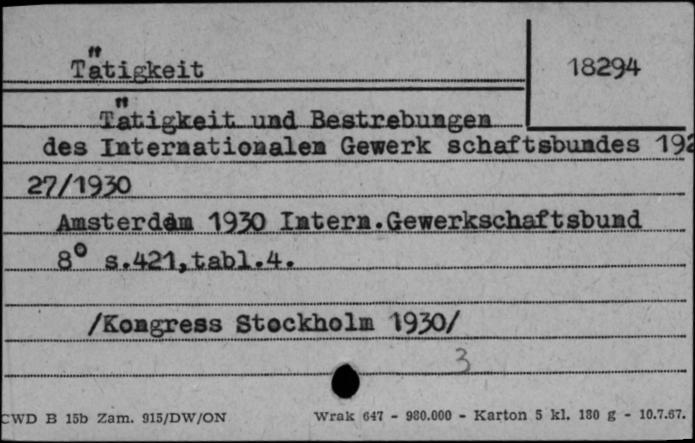 Tätigkeit
18294
Tätigkeit und Bestrebungen
des Internationalen Gewerk schaftsbundes 192
27/1930
Amsterdam 1930 Intern.Gewerkschaftsbund
8° s.421,tabl.4.
/Kongress Stockholm 1930/
3
CWD B 15b Zam. 915/DW/ON
Wrak 647 - 980.000 - Karton 5 kl. 180 g - 10.7.67.